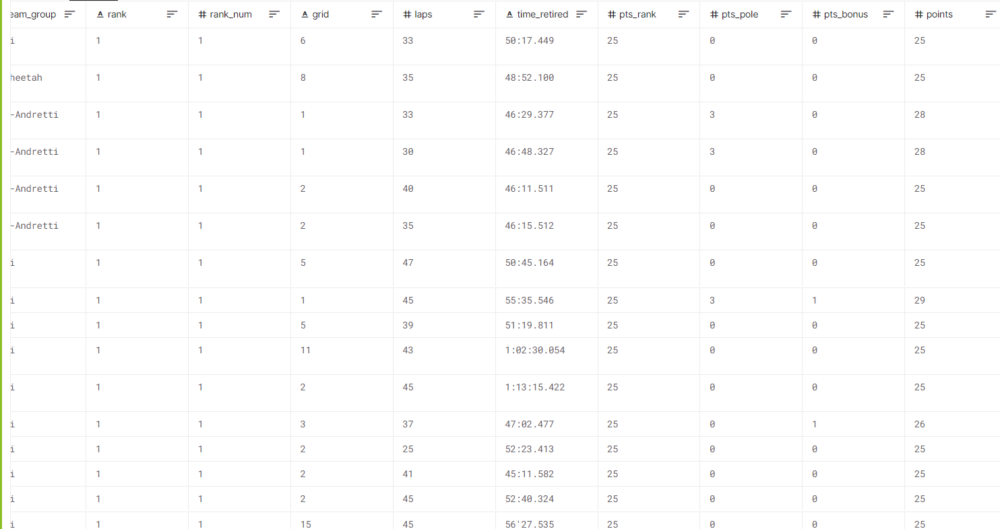 eam_group rank rank_num grid laps time_retired pts_rank pts_pole pts_bonus points
i 1 1 6 33 50:17.449 25 0 0 25
heetah 1 1 8 35 48:52.100 25 0 0 25
-Andretti 1 1 1 33 46:29.377 25 3 0 28
-Andretti 1 1 1 30 46:48.327 25 3 0 28
-Andretti 1 1 2 40 46:11.511 25 0 0 25
-Andretti 1 1 2 35 46:15.512 25 0 0 25
i 1 1 5 47 50:45.164 25 0 0 25
i 1 1 1 45 55:35.546 25 3 1 29
i 1 1 5 39 51:19.811 25 0 0 25
i 1 1 11 43 1:02:30.054 25 0 0 25
i 1 1 2 45 1:13:15.422 25 0 0 25
i 1 1 3 37 47:02.477 25 0 1 26
i 1 1 2 25 52:23.413 25 0 0 25
i 1 1 2 41 45:11.582 25 0 0 25
i 1 1 2 45 52:40.324 25 0 0 25
i 1 1 15 45 56'27.535 25 0 0 25